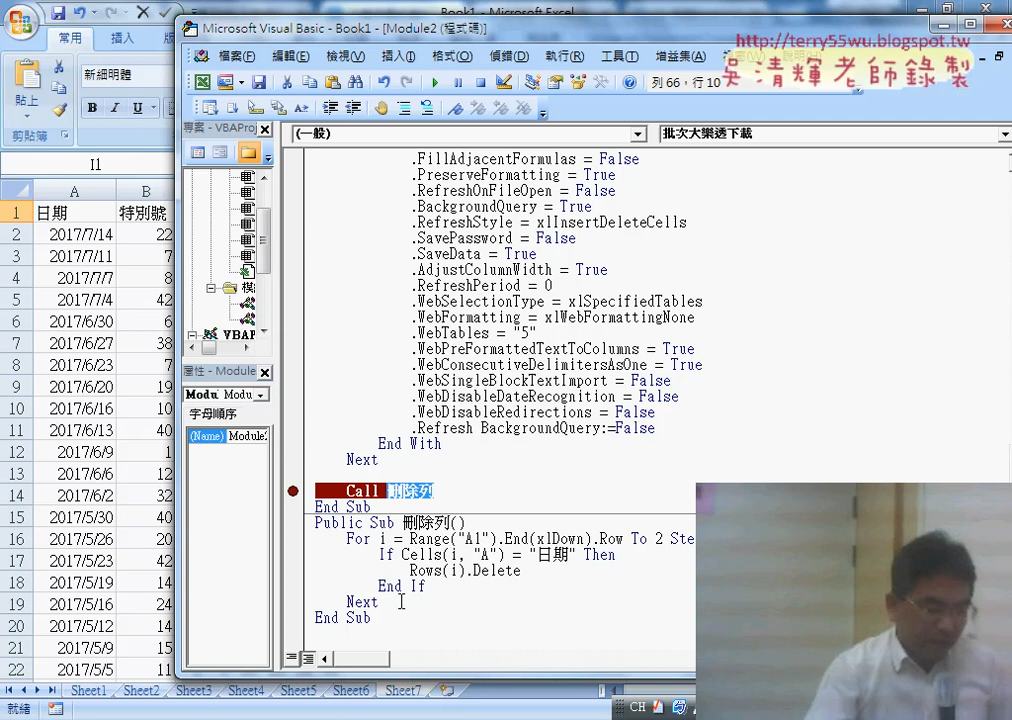 Book1 - Microsoft Excel
常用
插入
新細明體
貼上
B I U
剪貼簿
I1
A B
1 日期 特別號
2 2017/7/14 22
3 2017/7/11 7
4 2017/7/7 8
5 2017/7/4 42
6 2017/6/30 6
7 2017/6/27 38
8 2017/6/23 7
9 2017/6/20 19
10 2017/6/16 10
11 2017/6/13 40
12 2017/6/9 1
13 2017/6/6 12
14 2017/6/2 32
15 2017/5/30 40
16 2017/5/26 20
17 2017/5/23 42
18 2017/5/19 14
19 2017/5/16 24
20 2017/5/12 14
21 2017/5/9 15
22 2017/5/5 11
Sheet1 Sheet2 Sheet3 Sheet4 Sheet5 Sheet6 Sheet7
就緒
Microsoft Visual Basic - Book1 - [Module2 (程式碼)]
http://terry55wu.blogspot.tw
吳清輝老師錄製
檔案(F) 編輯(E) 檢視(V) 插入(I) 格式(O) 偵錯(D) 執行(R) 工具(T) 增益集(A)
列 66，行 10
專案 - VBAProj
VBAP
屬性 - Module
Modu Modu
字母順序
(Name) Module2
(一般)
批次大樂透下載
.FillAdjacentFormulas = False
.PreserveFormatting = True
.RefreshOnFileOpen = False
.BackgroundQuery = True
.RefreshStyle = xlInsertDeleteCells
.SavePassword = False
.SaveData = True
.AdjustColumnWidth = True
.RefreshPeriod = 0
.WebSelectionType = xlSpecifiedTables
.WebFormatting = xlWebFormattingNone
.WebTables = "5"
.WebPreFormattedTextToColumns = True
.WebConsecutiveDelimitersAsOne = True
.WebSingleBlockTextImport = False
.WebDisableDateRecognition = False
.WebDisableRedirections = False
.Refresh BackgroundQuery:=False
End With
Next
Call 刪除列
End Sub
Public Sub 刪除列()
For i = Range("A1").End(xlDown).Row To 2 Ste
If Cells(i, "A") = "日期" Then
Rows(i).Delete
End If
Next
End Sub
CH